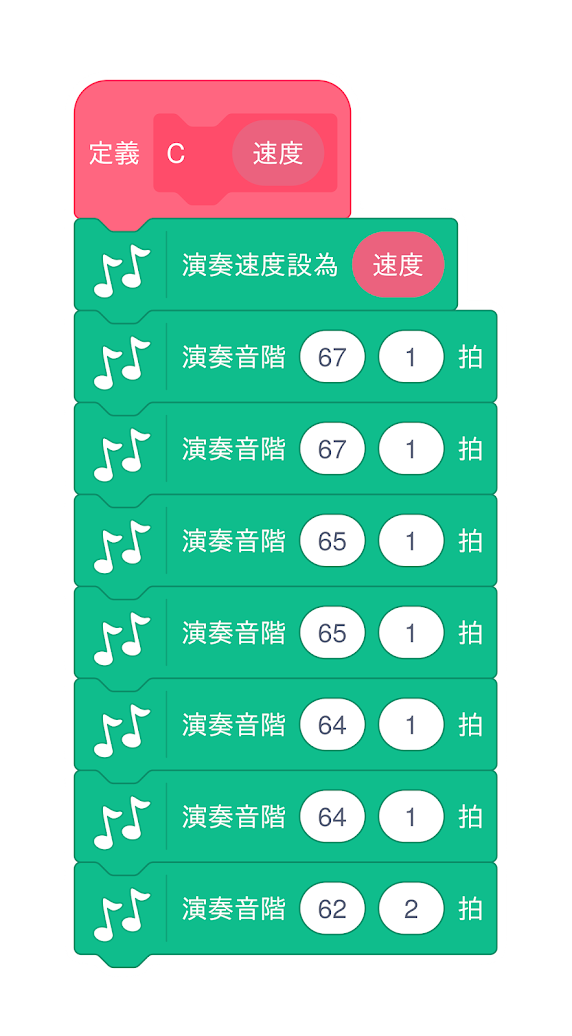 定義 C 速度
演奏速度設為 速度
演奏音階 67 1 拍
演奏音階 67 1 拍
演奏音階 65 1 拍
演奏音階 65 1 拍
演奏音階 64 1 拍
演奏音階 64 1 拍
演奏音階 62 2 拍